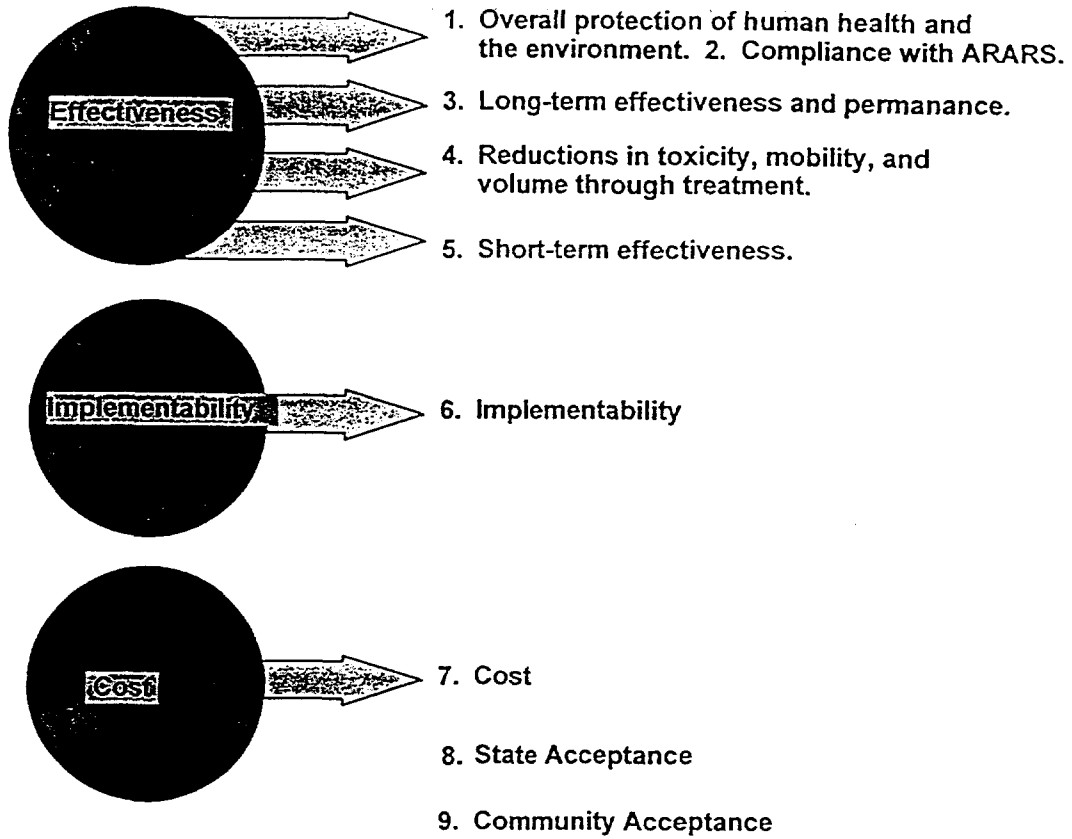 1. Overall protection of human health and
the environment. 2. Compliance with ARARS.
Effectiveness
3. Long-term effectiveness and permanance.
4. Reductions in toxicity, mobility, and
volume through treatment.
5. Short-term effectiveness.
Implementability
6. Implementability
Cost
7. Cost
8. State Acceptance
9. Community Acceptance